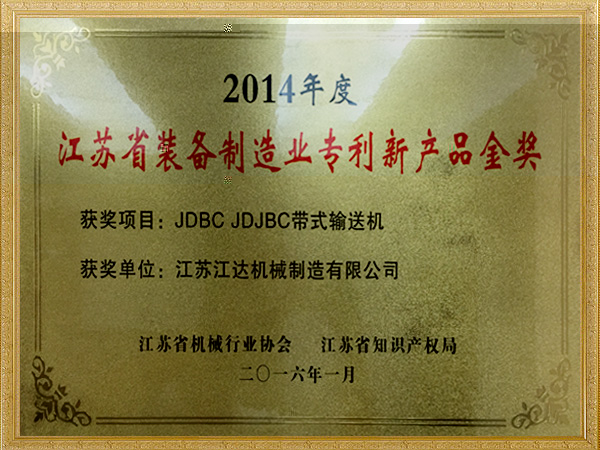 2014年度
江苏省装备制造业专利新产品金奖
获奖项目：JDBC JDJBC带式输送机
获奖单位：江苏江达机械制造有限公司
江苏省机械行业协会 江苏省知识产权局
二〇一六年一月